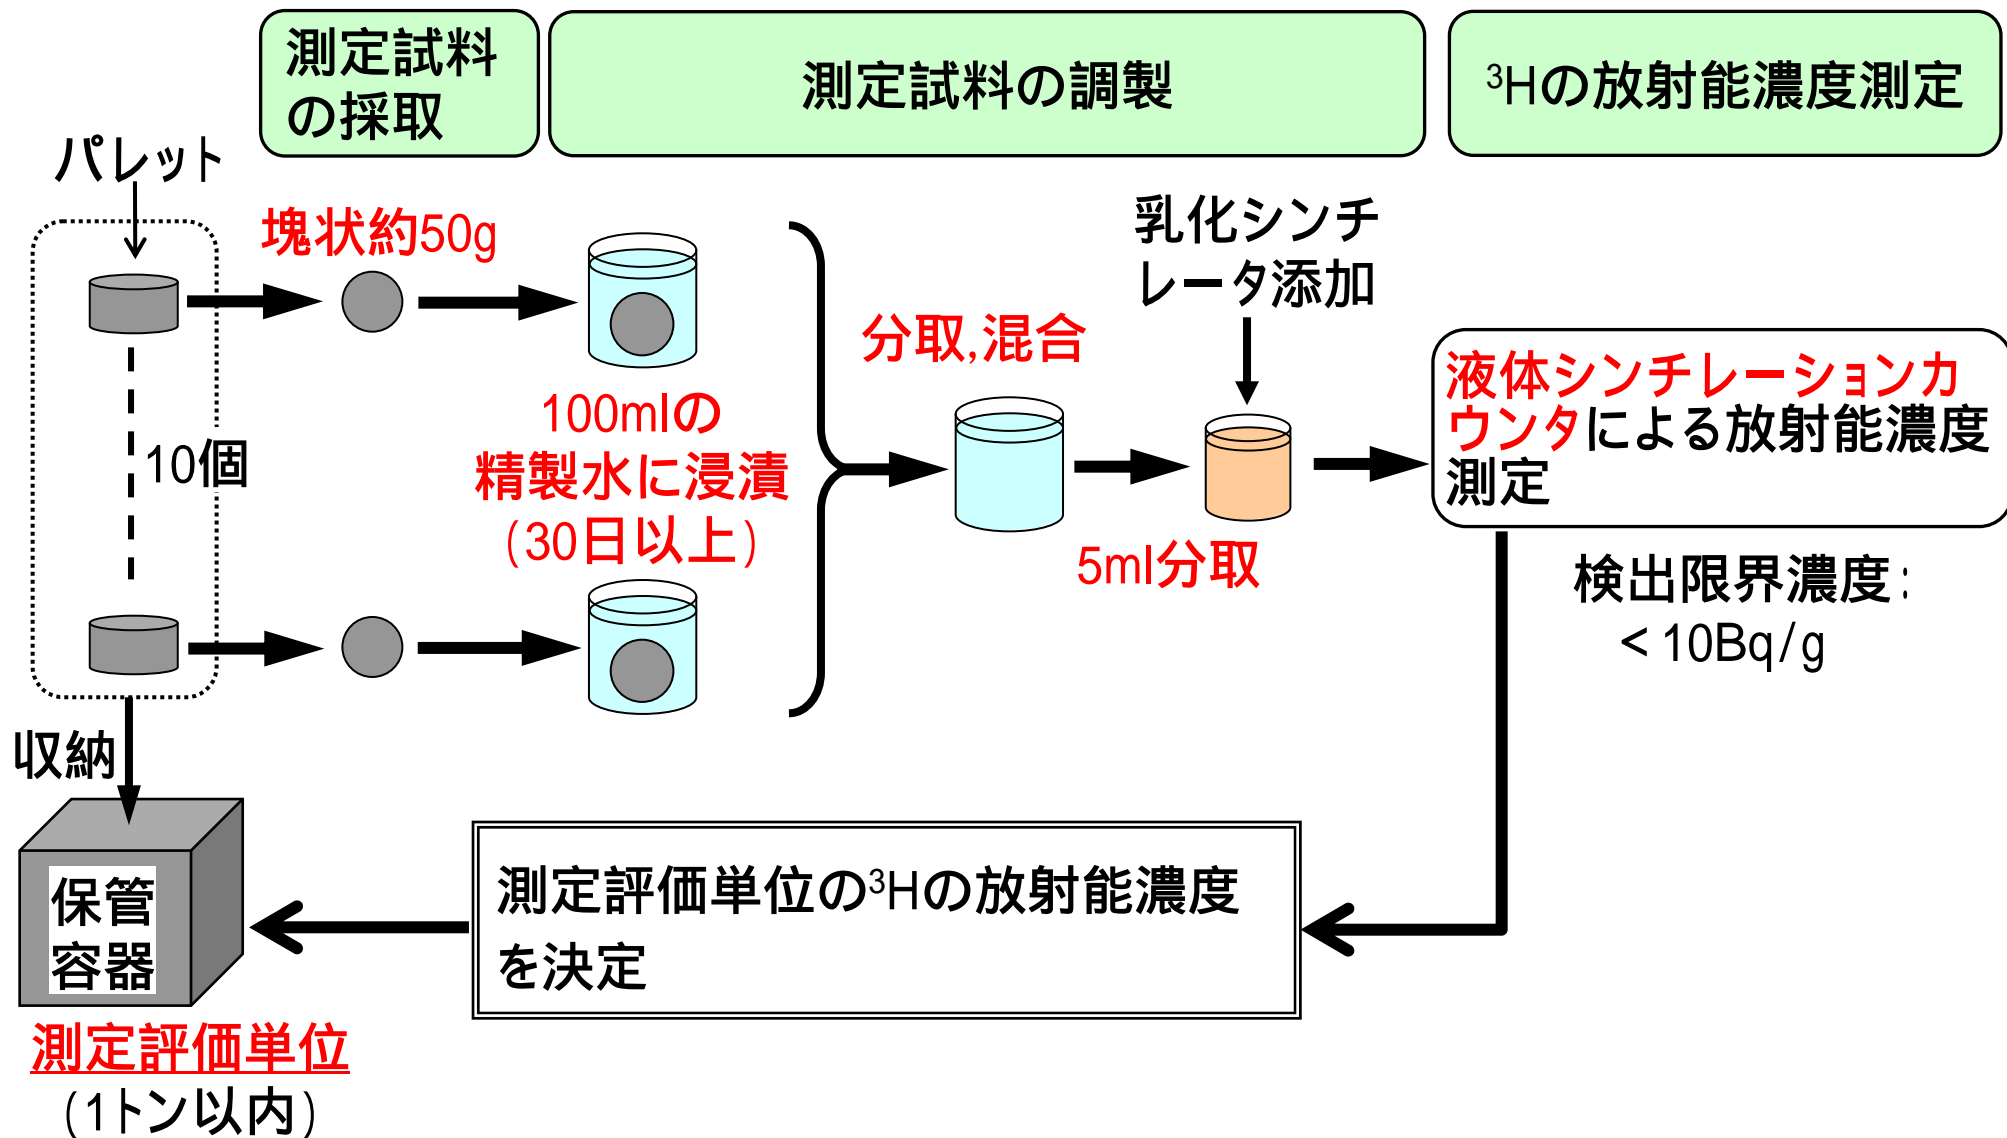 測定試料
の採取
測定試料の調製
³Hの放射能濃度測定
パレット
塊状約50g
乳化シンチ
レータ添加
分取,混合
10個
100mlの
精製水に浸漬
(30日以上)
5ml分取
液体シンチレーションカ
ウンタによる放射能濃度
測定
検出限界濃度:
<10Bq/g
収納
保管
容器
測定評価単位の³Hの放射能濃度
を決定
測定評価単位
(1トン以内)